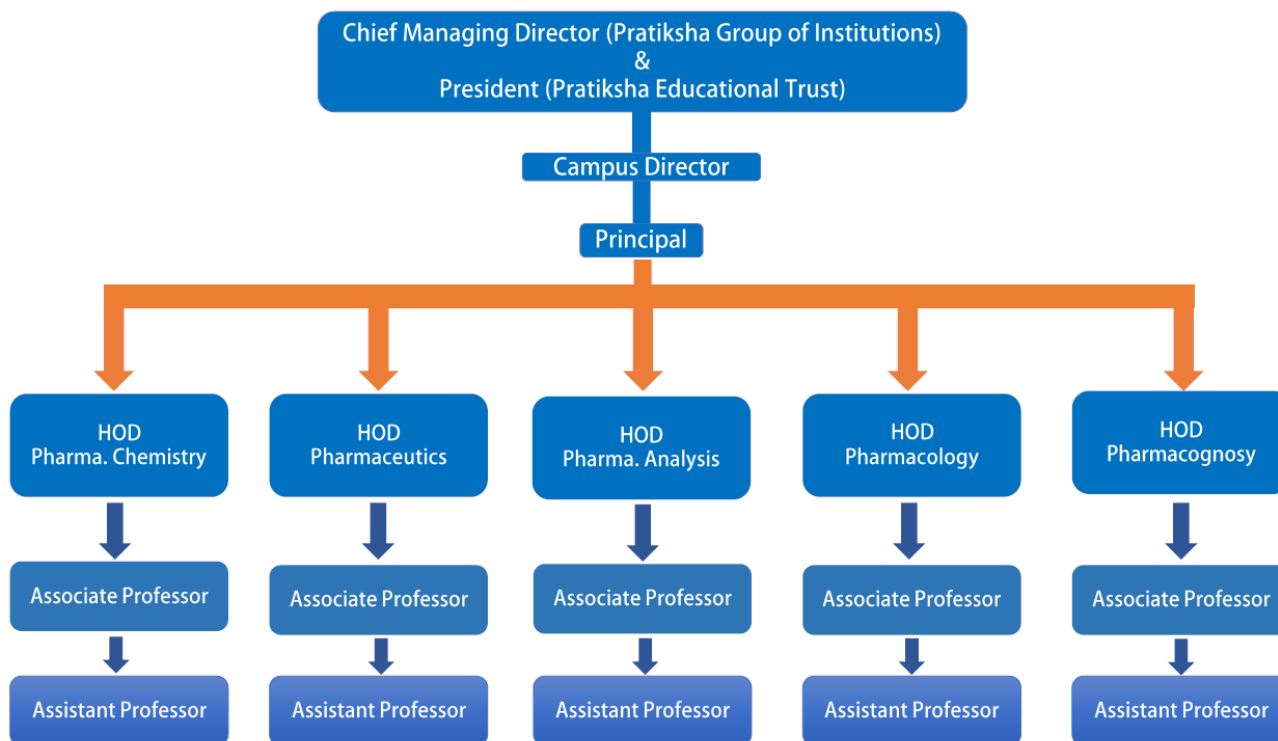 Chief Managing Director (Pratiksha Group of Institutions)
&
President (Pratiksha Educational Trust)
Campus Director
Principal
HOD
Pharma. Chemistry
HOD
Pharmaceutics
HOD
Pharma. Analysis
HOD
Pharmacology
HOD
Pharmacognosy
Associate Professor
Associate Professor
Associate Professor
Associate Professor
Associate Professor
Assistant Professor
Assistant Professor
Assistant Professor
Assistant Professor
Assistant Professor